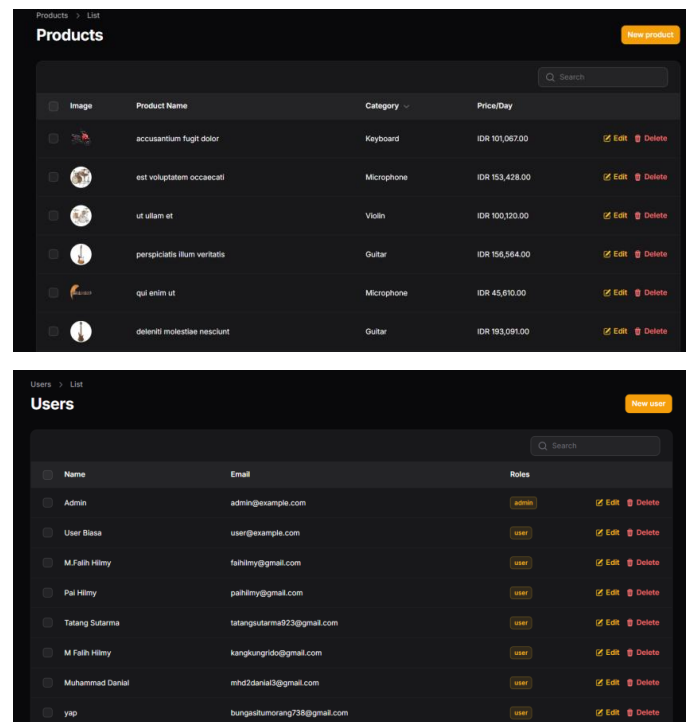 Products > List
Products
New product
Search
Image Product Name Category Price/Day
accusantium fugit dolor Keyboard IDR 101,067.00 Edit Delete
est voluptatem occaecati Microphone IDR 153,428.00 Edit Delete
ut ullam et Violin IDR 100,120.00 Edit Delete
perspiciatis illum veritatis Guitar IDR 156,564.00 Edit Delete
qui enim ut Microphone IDR 45,610.00 Edit Delete
deleniti molestiae nesciunt Guitar IDR 193,091.00 Edit Delete
Users > List
Users
New user
Search
Name Email Roles
Admin admin@example.com admin Edit Delete
User Biasa user@example.com user Edit Delete
M.Falih Hilmy faihilmy@gmail.com user Edit Delete
Pai Hilmy paihilmy@gmail.com user Edit Delete
Tatang Sutarma tatangsutarma923@gmail.com user Edit Delete
M Falih Hilmy kangkungrido@gmail.com user Edit Delete
Muhammad Danial mhd2danial3@gmail.com user Edit Delete
yap bungasitumorang738@gmail.com user Edit Delete